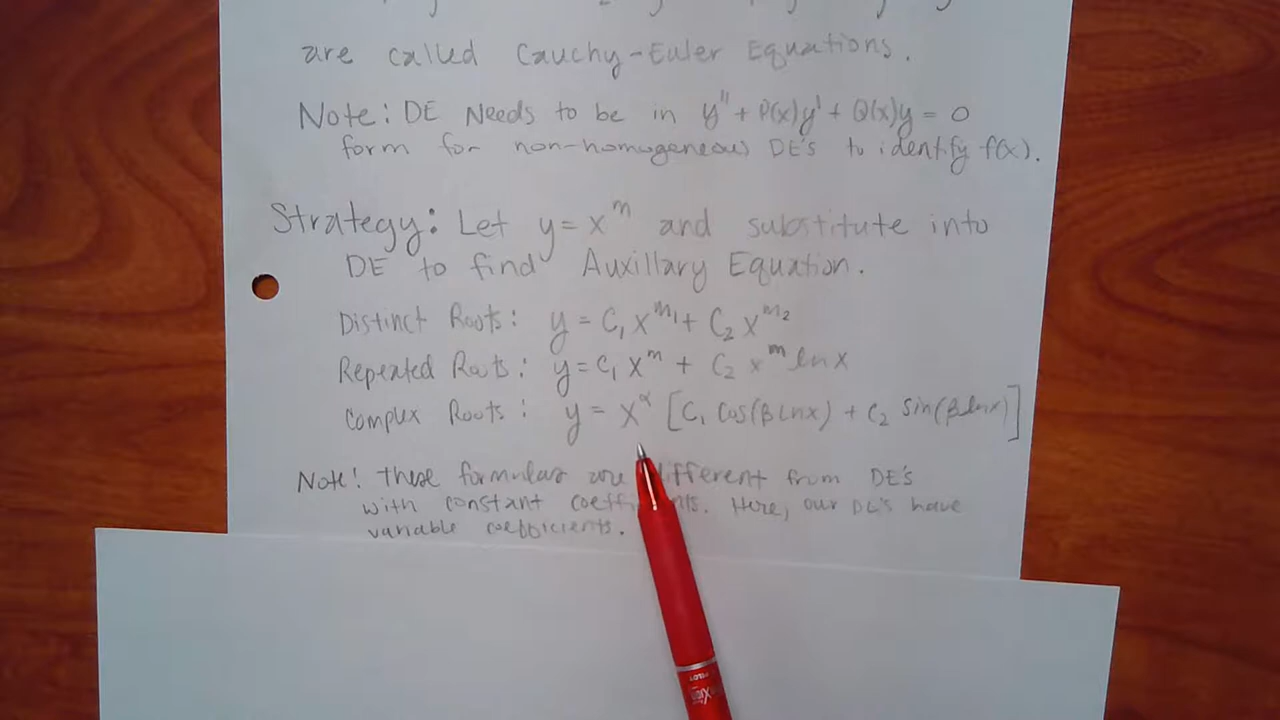 are called Cauchy-Euler Equations.
Note: DE Needs to be in y" + P(x)y' + Q(x)y = 0
form for non-homogeneous DE's to identify f(x).
Strategy: Let y = x^m and substitute into
DE to find Auxillary Equation.
Distinct Roots: y = C₁ x^m₁ + C₂ x^m₂
Repeated Roots: y = C₁ x^m + C₂ x^m ln x
Complex Roots: y = x^α [C₁ Cos(β ln x) + C₂ Sin(β ln x)]
Note! These formulas are different from DE's
with constant coefficients. Here, our DE's have
variable coefficients.
PILOT